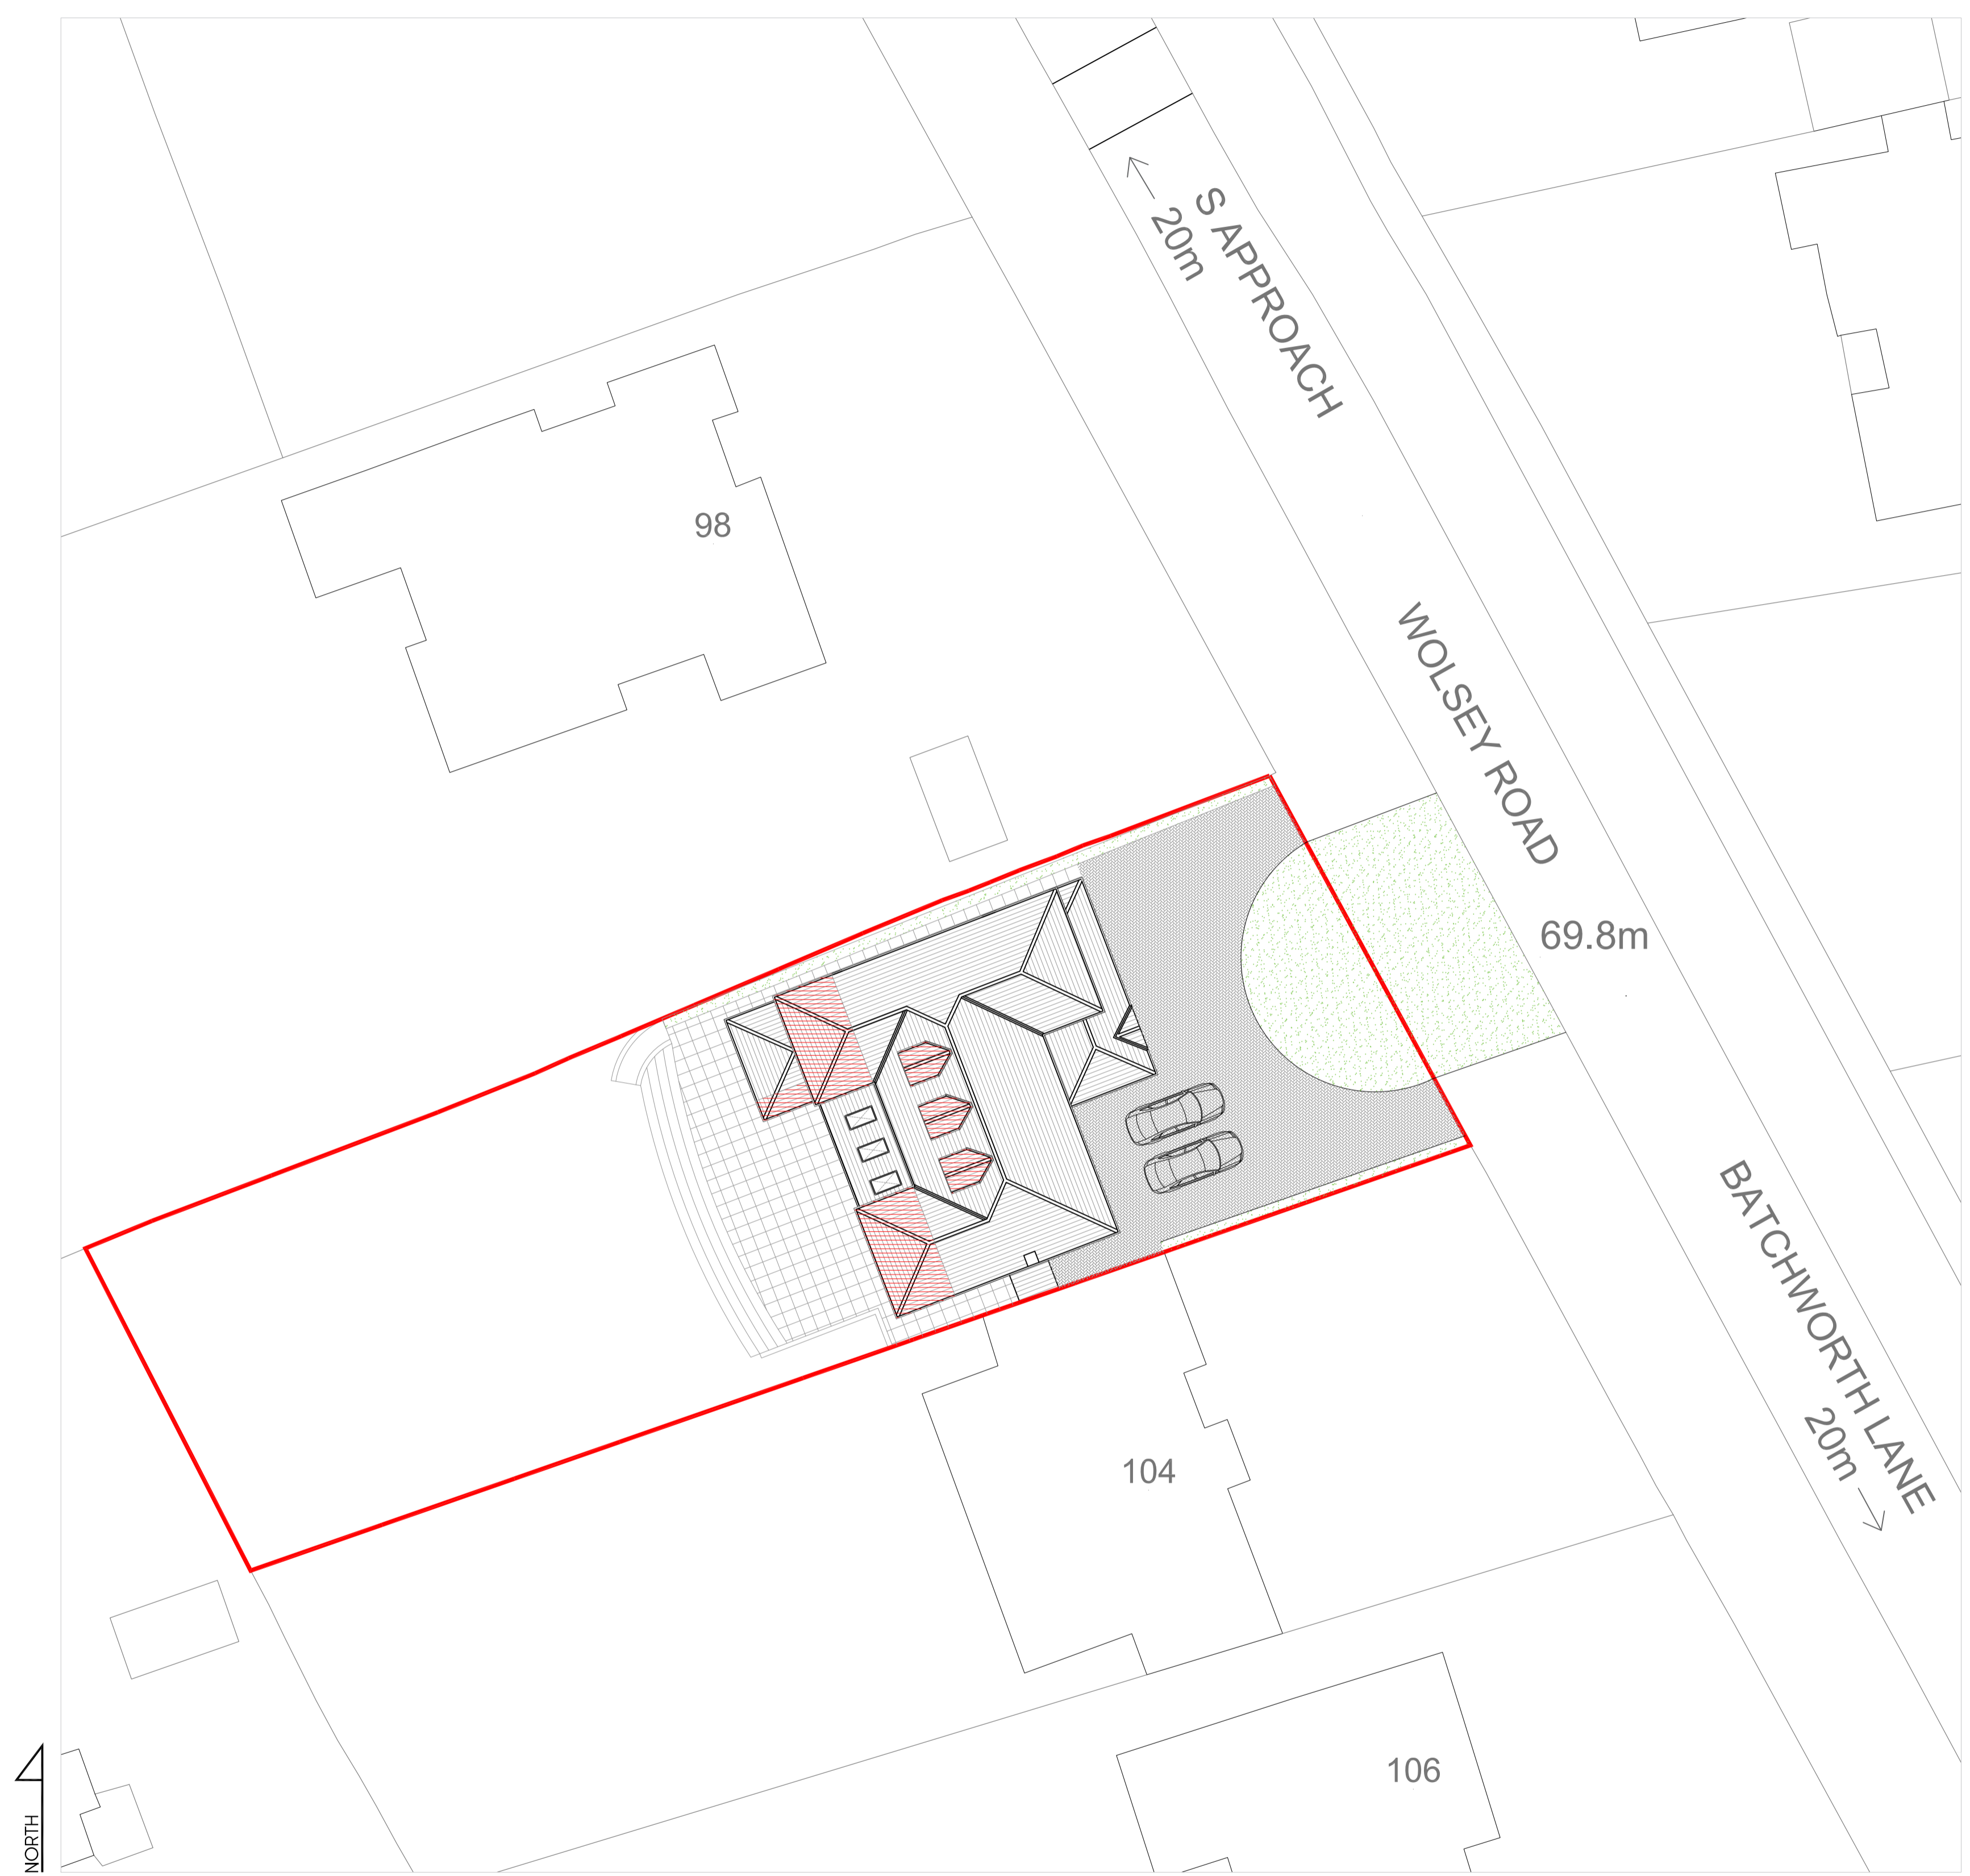 S APPROACH
20m
98
WOLSEY ROAD
69.8m
BATCHWORTH LANE
20m
104
106
NORTH